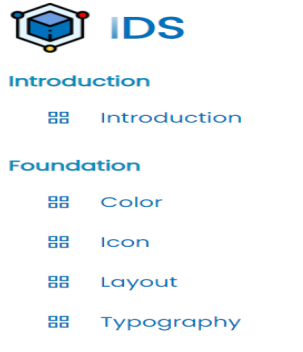 IDS
Introduction
Introduction
Foundation
Color
Icon
Layout
Typography